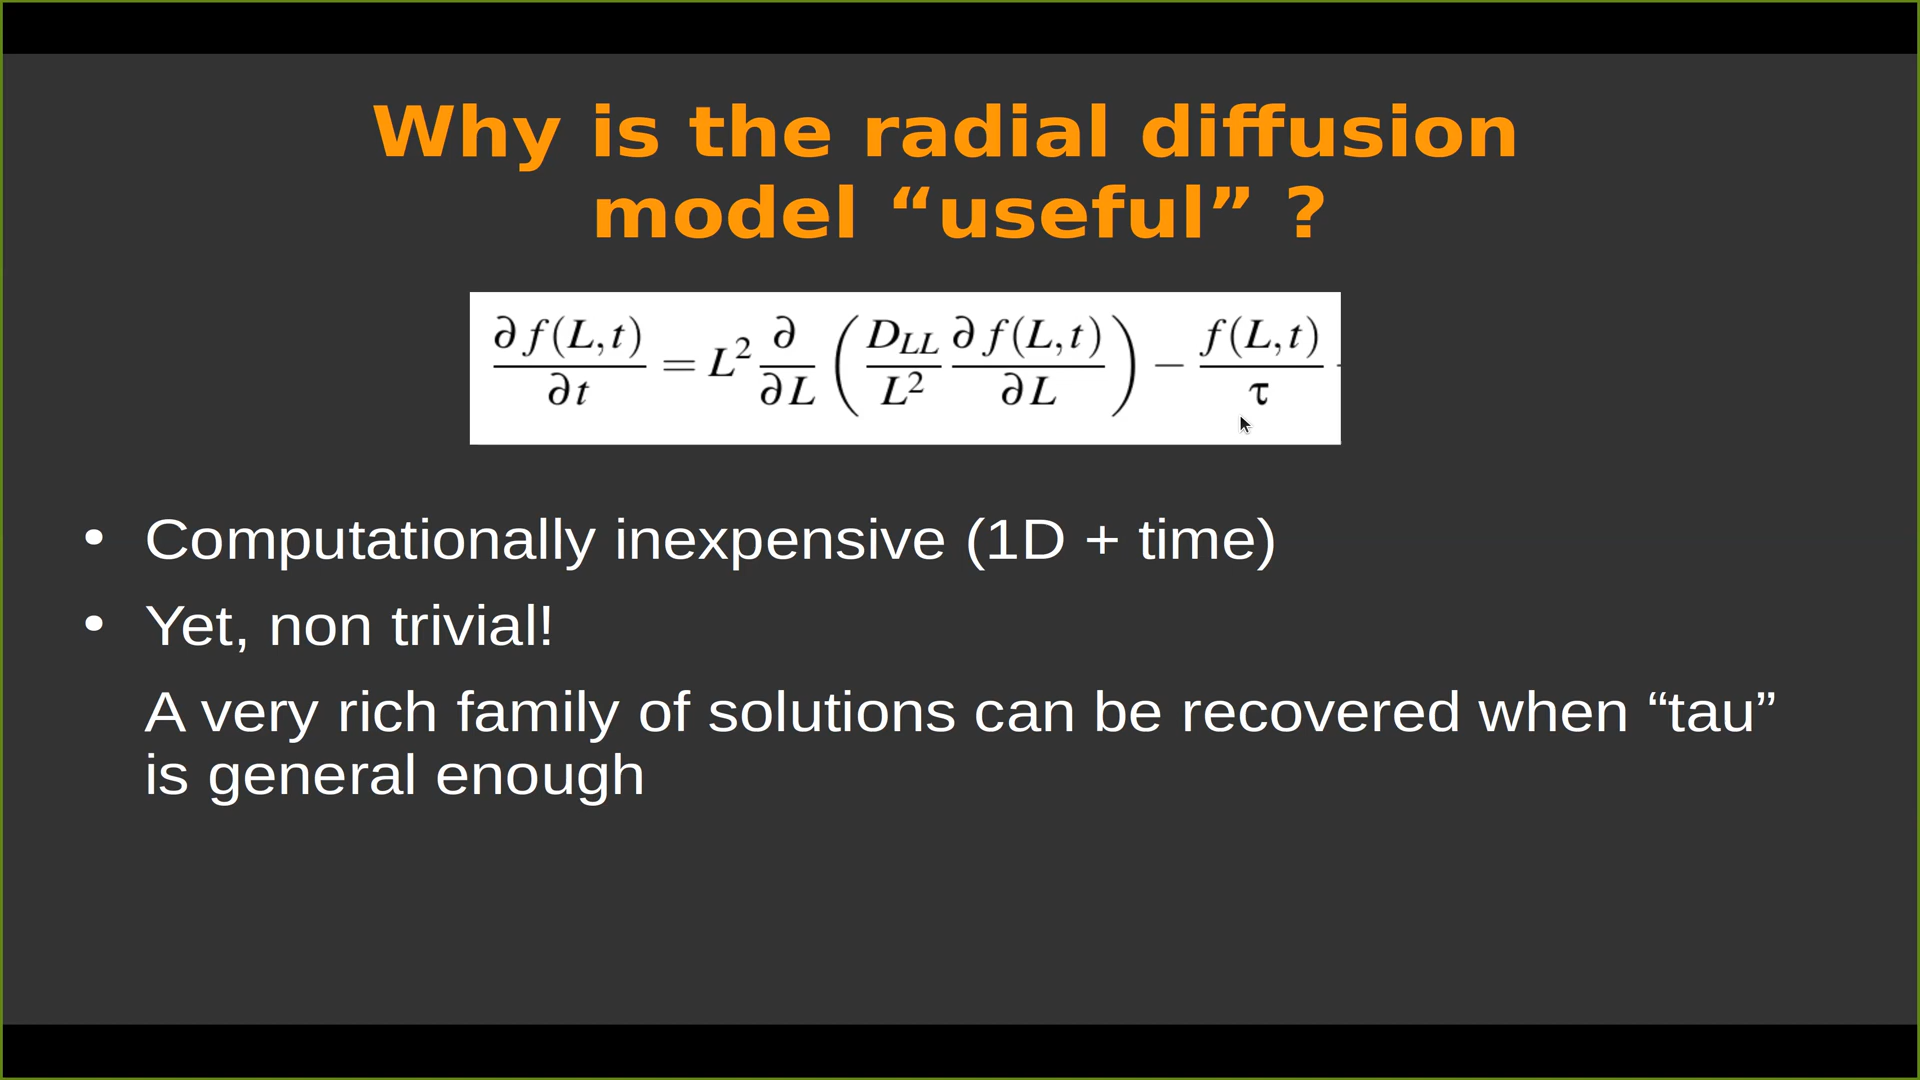 Why is the radial diffusion
model “useful” ?
∂f(L,t)/∂t = L² ∂/∂L (D_LL/L² ∂f(L,t)/∂L) − f(L,t)/τ
• Computationally inexpensive (1D + time)
• Yet, non trivial!
A very rich family of solutions can be recovered when “tau”
is general enough